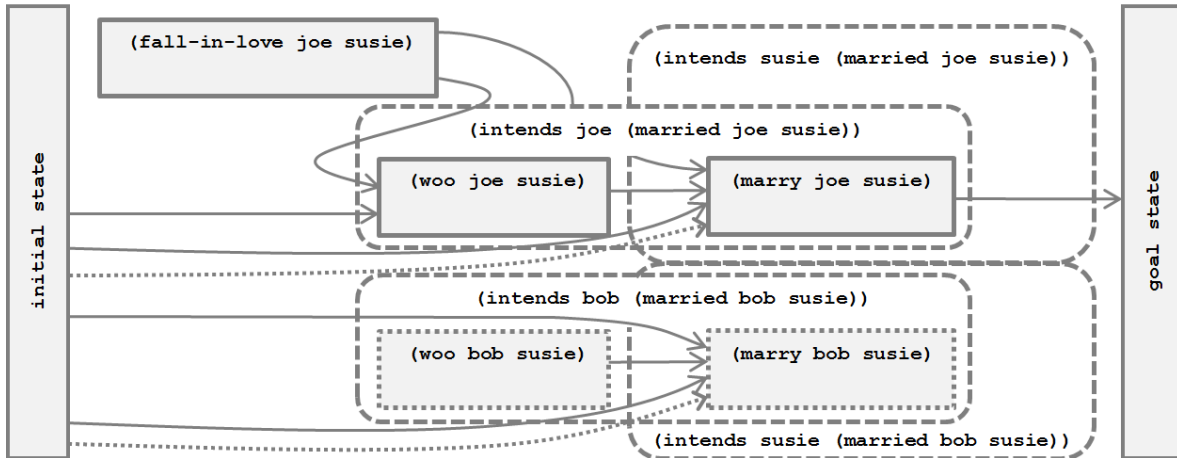 initial state
(fall-in-love joe susie)
(intends susie (married joe susie))
(intends joe (married joe susie))
(woo joe susie)
(marry joe susie)
(intends bob (married bob susie))
(woo bob susie)
(marry bob susie)
(intends susie (married bob susie))
goal state